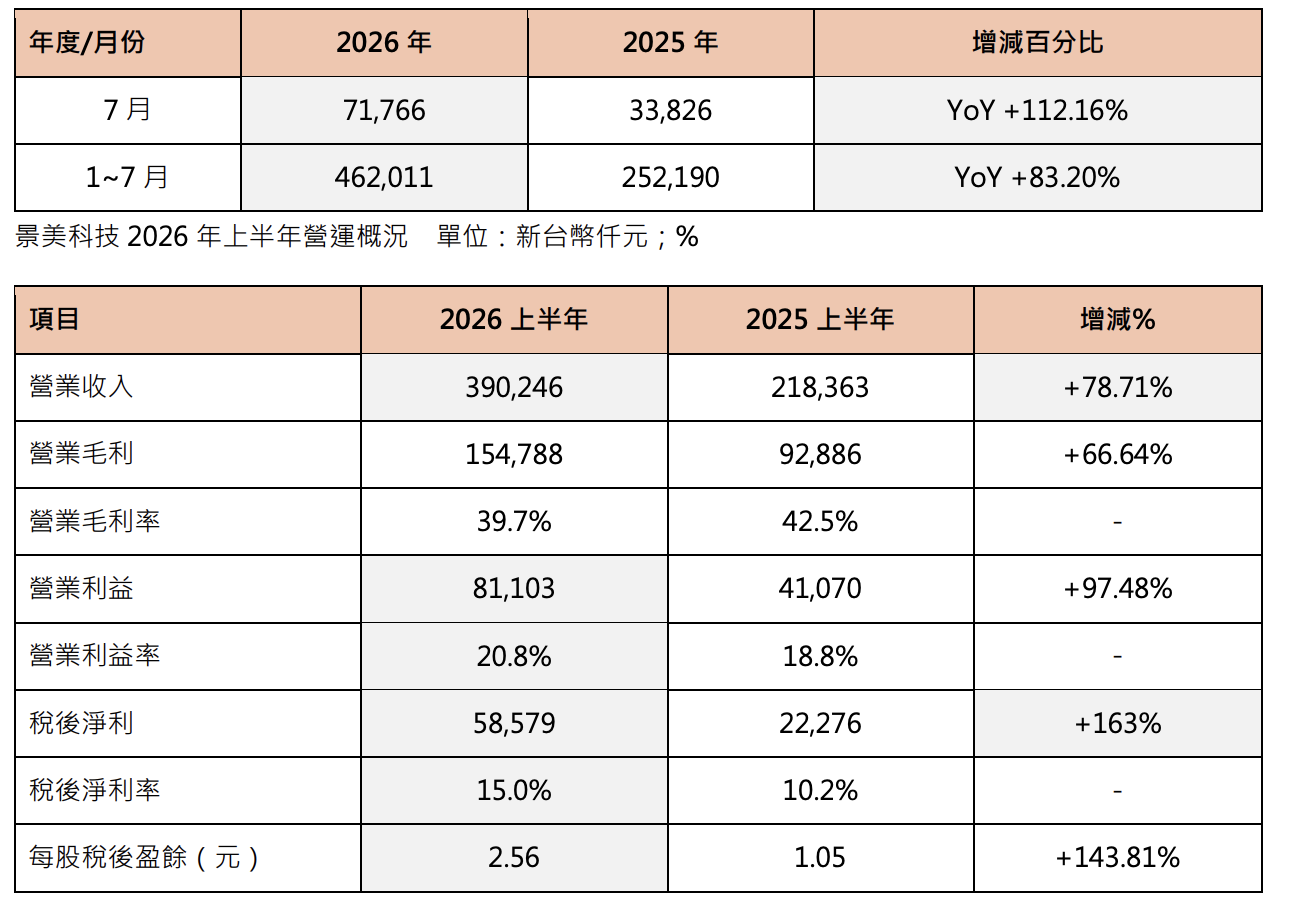 年度/月份 2026 年 2025 年 增減百分比
7 月 71,766 33,826 YoY +112.16%
1~7 月 462,011 252,190 YoY +83.20%
景美科技 2026 年上半年營運概況 單位：新台幣仟元；%
項目 2026 上半年 2025 上半年 增減%
營業收入 390,246 218,363 +78.71%
營業毛利 154,788 92,886 +66.64%
營業毛利率 39.7% 42.5% -
營業利益 81,103 41,070 +97.48%
營業利益率 20.8% 18.8% -
稅後淨利 58,579 22,276 +163%
稅後淨利率 15.0% 10.2% -
每股稅後盈餘（元） 2.56 1.05 +143.81%